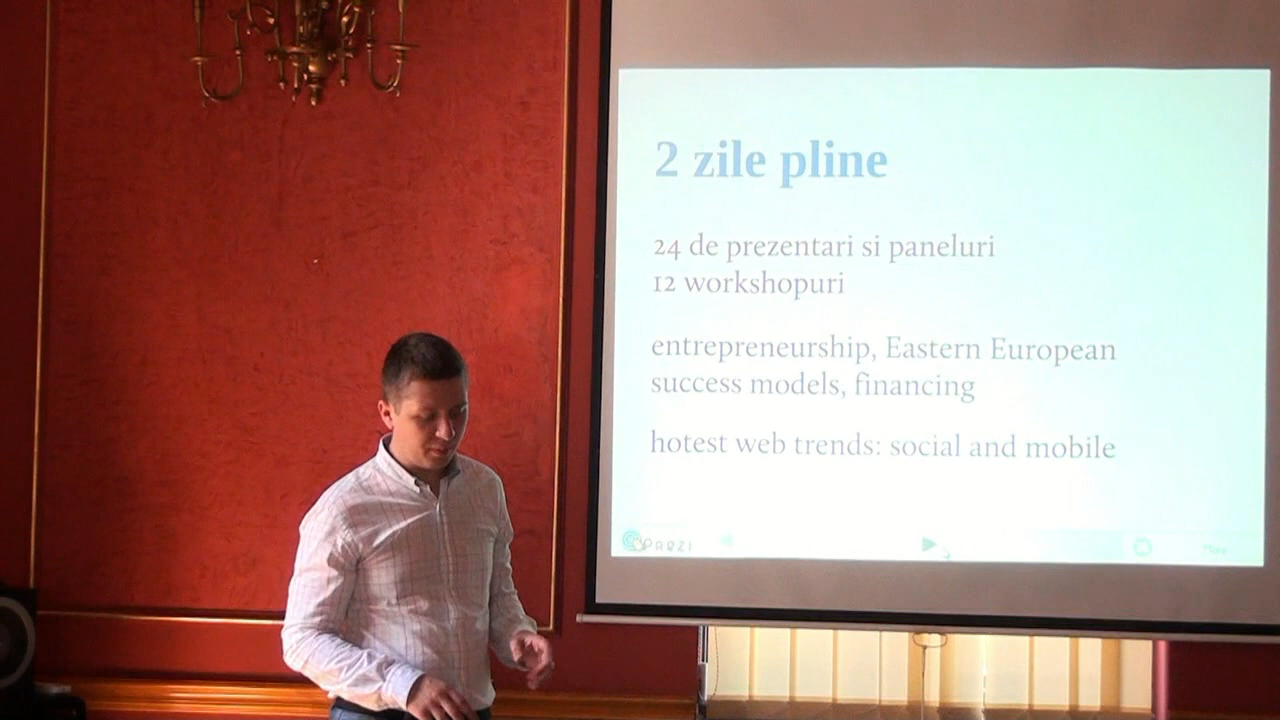 2 zile pline
24 de prezentari si paneluri
12 workshopuri
entrepreneurship, Eastern European
success models, financing
hotest web trends: social and mobile
PREZI
More